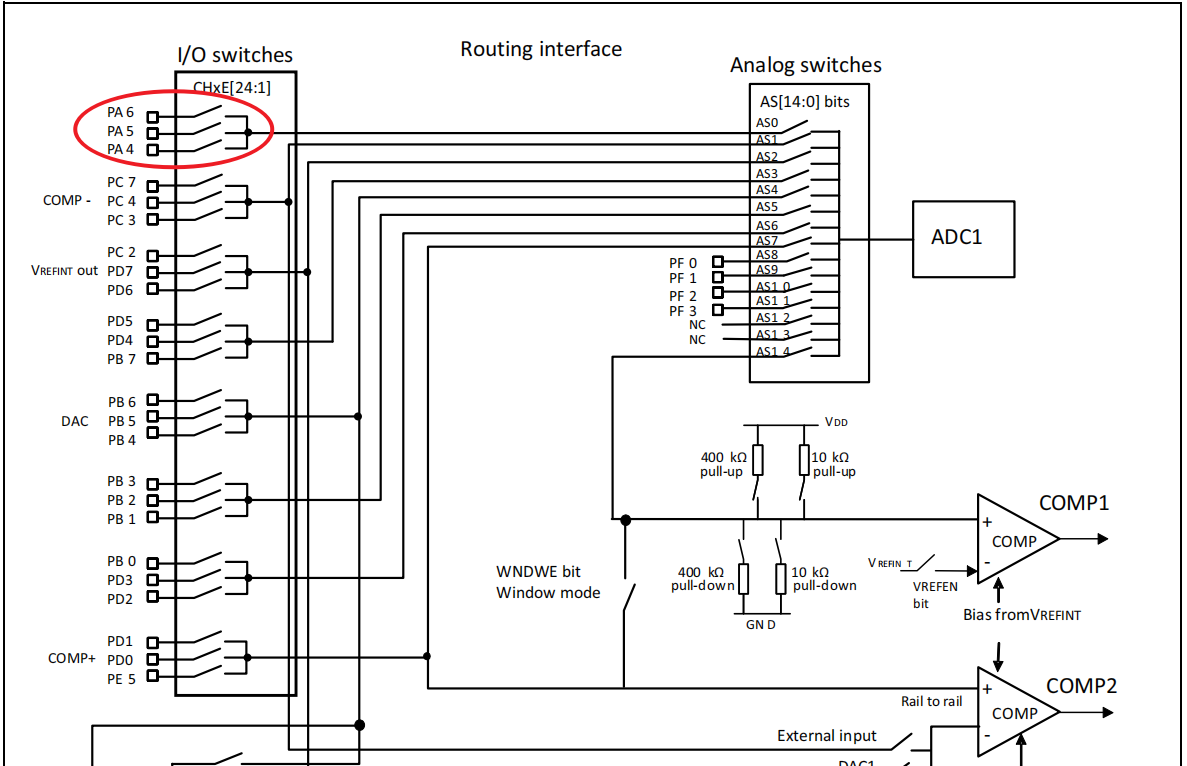 Routing interface
I/O switches
CHxE[24:1]
PA 6
PA 5
PA 4
PC 7
COMP - PC 4
PC 3
PC 2
VREFINT out PD7
PD6
PD5
PD4
PB 7
PB 6
DAC PB 5
PB 4
PB 3
PB 2
PB 1
PB 0
PD3
PD2
PD1
COMP+ PD0
PE 5
Analog switches
AS[14:0] bits
AS0
AS1
AS2
AS3
AS4
AS5
AS6
AS7
AS8
PF 0
AS9
PF 1
AS1 0
PF 2
AS1 1
PF 3
AS1 2
NC
AS1 3
NC
AS1 4
ADC1
VDD
400 kΩ 10 kΩ
pull-up pull-up
COMP1
+
COMP
-
VREFIN T
VREFEN
bit
400 kΩ 10 kΩ
pull-down pull-down
GN D
WNDWE bit
Window mode
Bias fromVREFINT
COMP2
+
Rail to rail
COMP
-
External input
DAC1